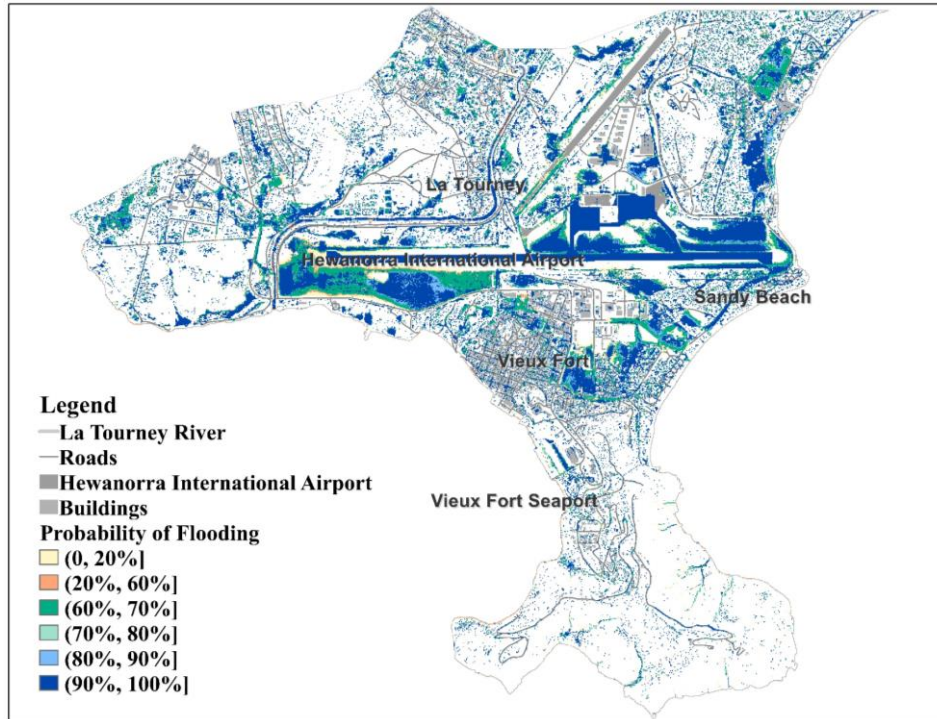 La Tourney
Hewanorra International Airport
Sandy Beach
Vieux Fort
Legend
La Tourney River
Roads
Hewanorra International Airport
Buildings
Vieux Fort Seaport
Probability of Flooding
(0, 20%]
(20%, 60%]
(60%, 70%]
(70%, 80%]
(80%, 90%]
(90%, 100%]